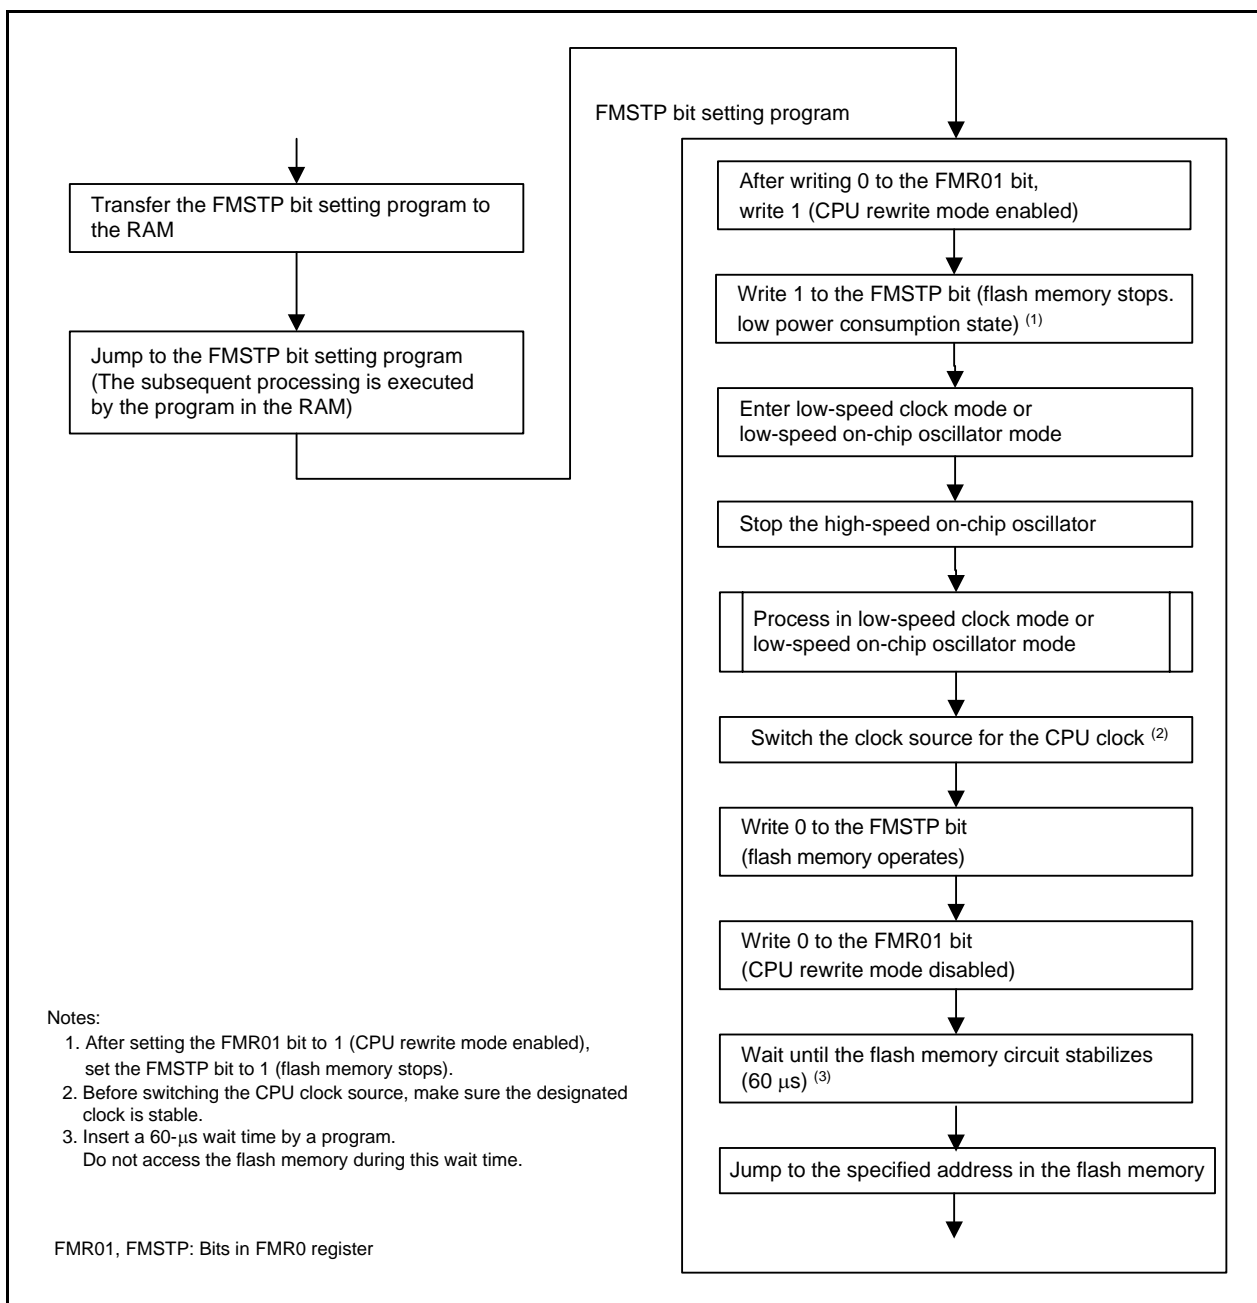 Transfer the FMSTP bit setting program to
the RAM
Jump to the FMSTP bit setting program
(The subsequent processing is executed
by the program in the RAM)
FMSTP bit setting program
After writing 0 to the FMR01 bit,
write 1 (CPU rewrite mode enabled)
Write 1 to the FMSTP bit (flash memory stops.
low power consumption state) (1)
Enter low-speed clock mode or
low-speed on-chip oscillator mode
Stop the high-speed on-chip oscillator
Process in low-speed clock mode or
low-speed on-chip oscillator mode
Switch the clock source for the CPU clock (2)
Write 0 to the FMSTP bit
(flash memory operates)
Write 0 to the FMR01 bit
(CPU rewrite mode disabled)
Wait until the flash memory circuit stabilizes
(60 μs) (3)
Jump to the specified address in the flash memory
Notes:
1. After setting the FMR01 bit to 1 (CPU rewrite mode enabled),
set the FMSTP bit to 1 (flash memory stops).
2. Before switching the CPU clock source, make sure the designated
clock is stable.
3. Insert a 60-μs wait time by a program.
Do not access the flash memory during this wait time.
FMR01, FMSTP: Bits in FMR0 register